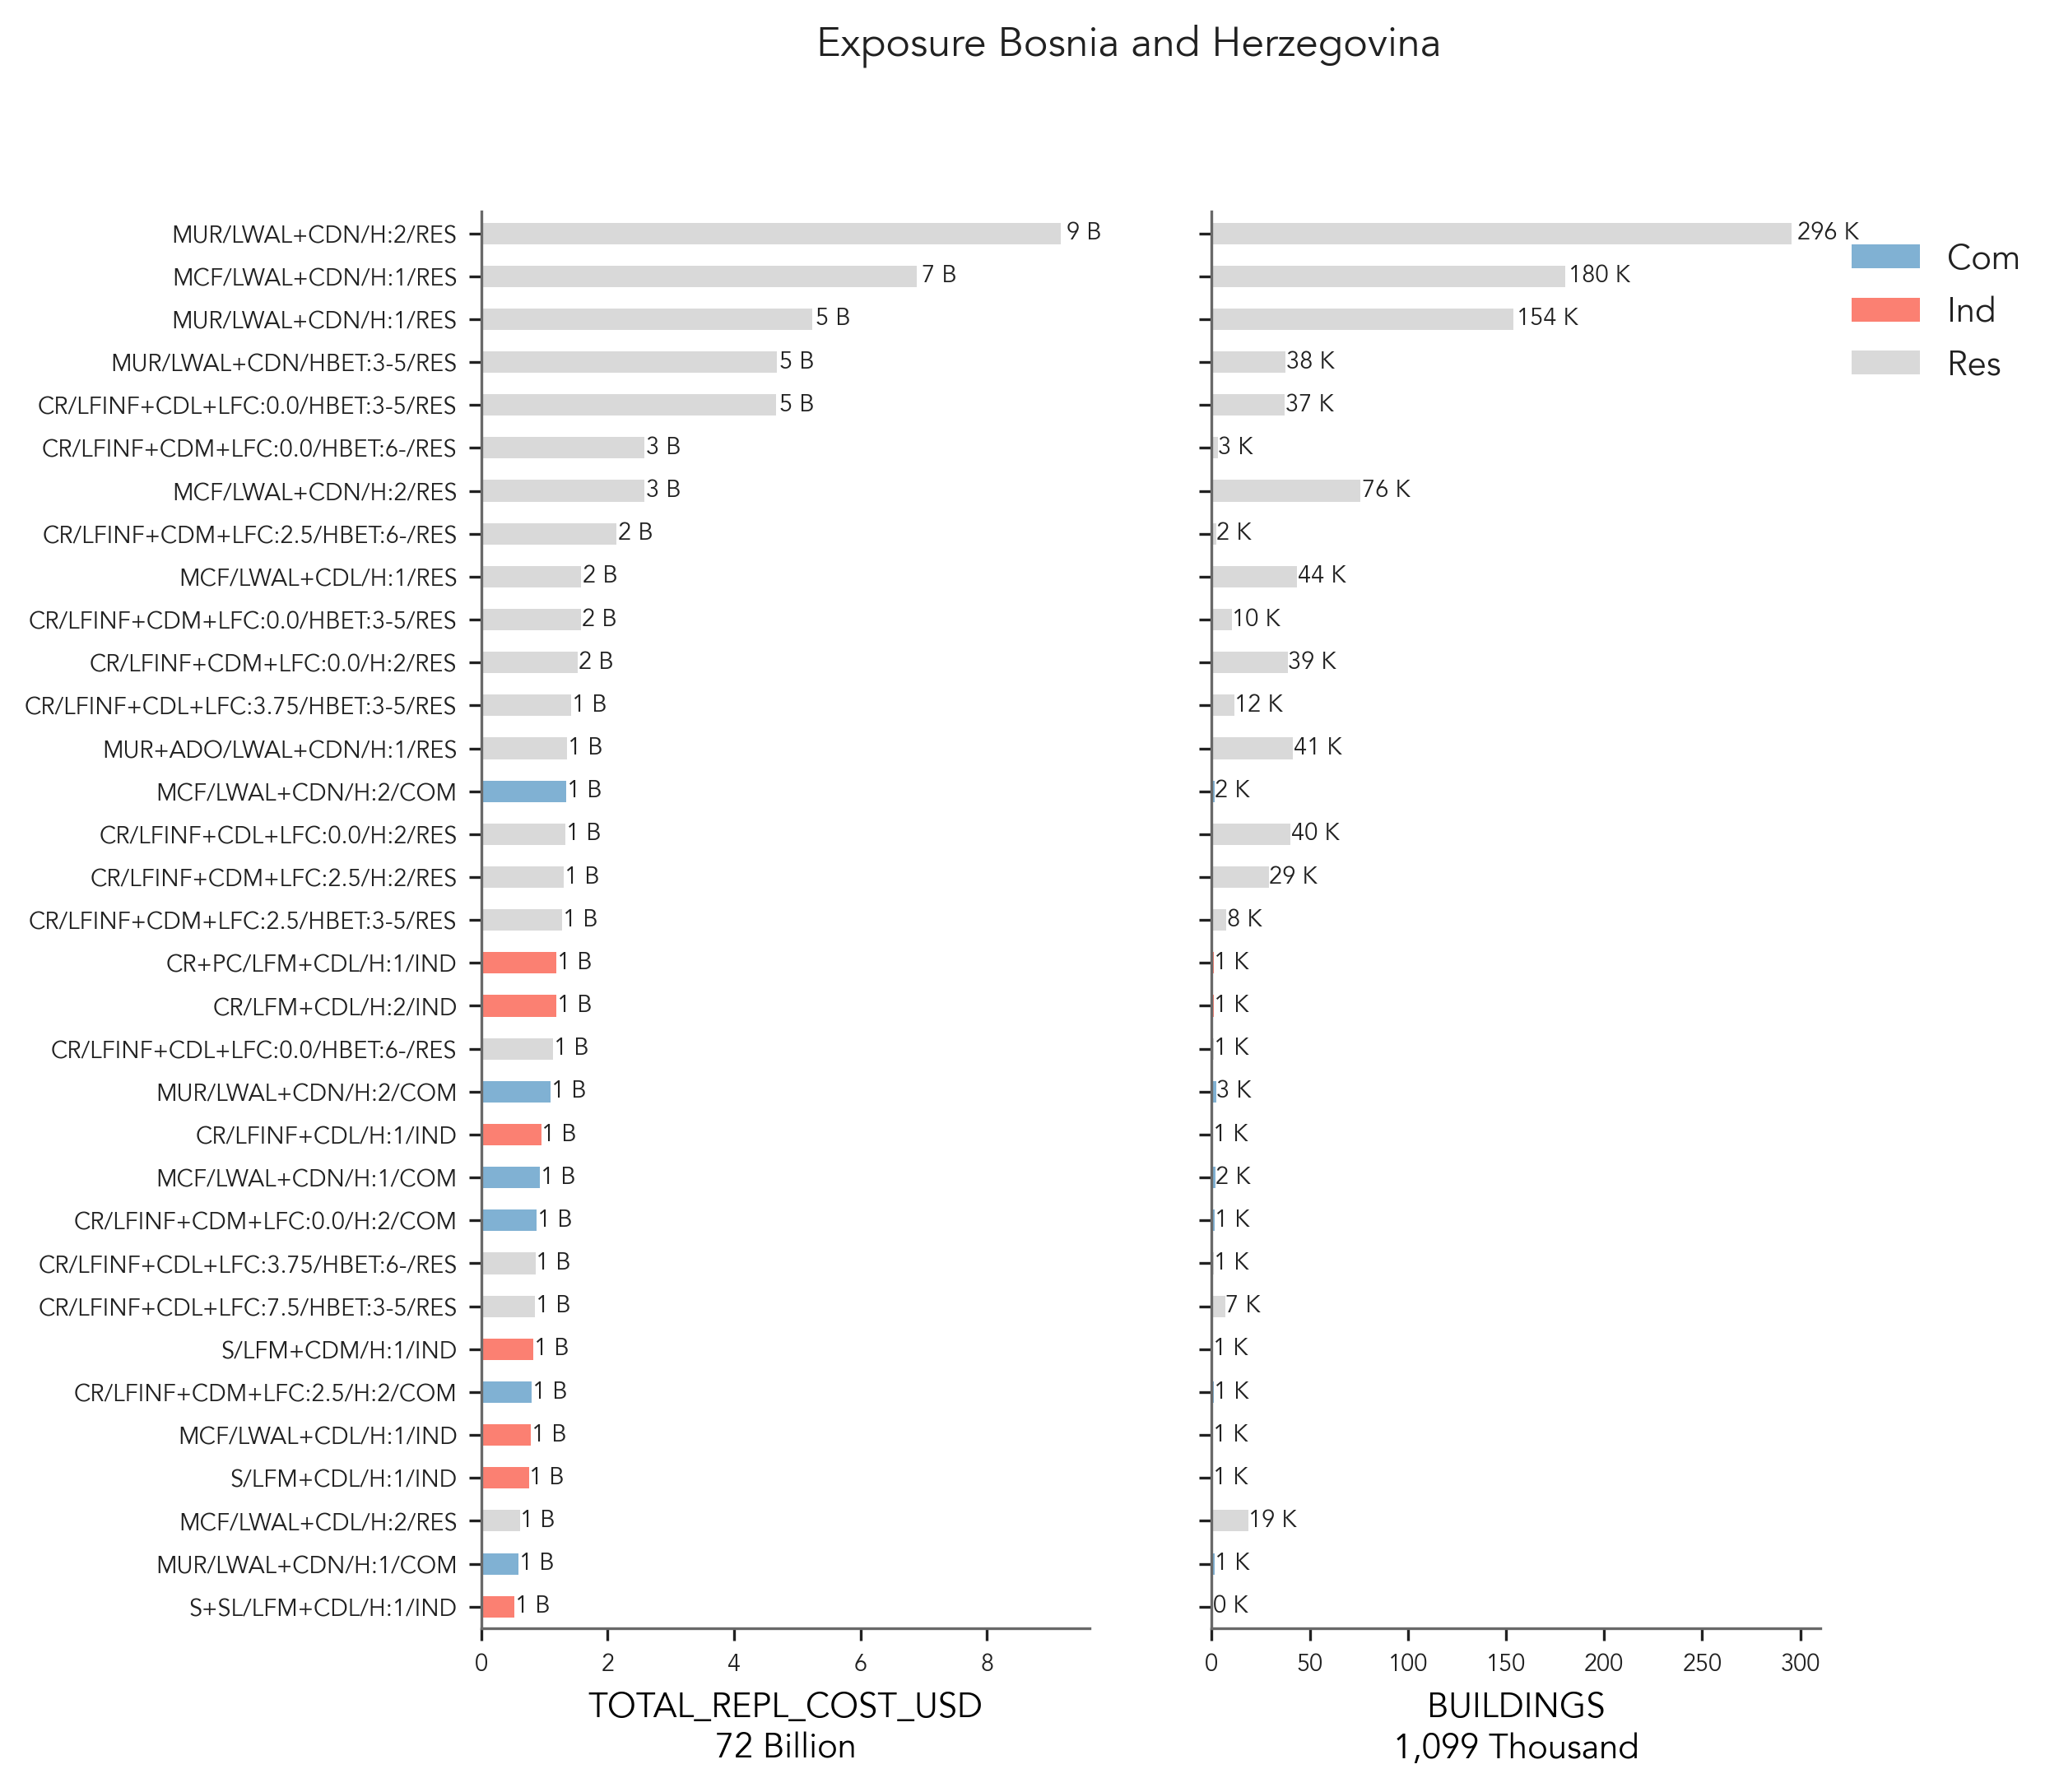 Exposure Bosnia and Herzegovina
MUR/LWAL+CDN/H:2/RES 9 B 296 K
MCF/LWAL+CDN/H:1/RES 7 B 180 K
MUR/LWAL+CDN/H:1/RES 5 B 154 K
MUR/LWAL+CDN/HBET:3-5/RES 5 B 38 K
CR/LFINF+CDL+LFC:0.0/HBET:3-5/RES 5 B 37 K
CR/LFINF+CDM+LFC:0.0/HBET:6-/RES 3 B 3 K
MCF/LWAL+CDN/H:2/RES 3 B 76 K
CR/LFINF+CDM+LFC:2.5/HBET:6-/RES 2 B 2 K
MCF/LWAL+CDL/H:1/RES 2 B 44 K
CR/LFINF+CDM+LFC:0.0/HBET:3-5/RES 2 B 10 K
CR/LFINF+CDM+LFC:0.0/H:2/RES 2 B 39 K
CR/LFINF+CDL+LFC:3.75/HBET:3-5/RES 1 B 12 K
MUR+ADO/LWAL+CDN/H:1/RES 1 B 41 K
MCF/LWAL+CDN/H:2/COM 1 B 2 K
CR/LFINF+CDL+LFC:0.0/H:2/RES 1 B 40 K
CR/LFINF+CDM+LFC:2.5/H:2/RES 1 B 29 K
CR/LFINF+CDM+LFC:2.5/HBET:3-5/RES 1 B 8 K
CR+PC/LFM+CDL/H:1/IND 1 B 1 K
CR/LFM+CDL/H:2/IND 1 B 1 K
CR/LFINF+CDL+LFC:0.0/HBET:6-/RES 1 B 1 K
MUR/LWAL+CDN/H:2/COM 1 B 3 K
CR/LFINF+CDL/H:1/IND 1 B 1 K
MCF/LWAL+CDN/H:1/COM 1 B 2 K
CR/LFINF+CDM+LFC:0.0/H:2/COM 1 B 1 K
CR/LFINF+CDL+LFC:3.75/HBET:6-/RES 1 B 1 K
CR/LFINF+CDL+LFC:7.5/HBET:3-5/RES 1 B 7 K
S/LFM+CDM/H:1/IND 1 B 1 K
CR/LFINF+CDM+LFC:2.5/H:2/COM 1 B 1 K
MCF/LWAL+CDL/H:1/IND 1 B 1 K
S/LFM+CDL/H:1/IND 1 B 1 K
MCF/LWAL+CDL/H:2/RES 1 B 19 K
MUR/LWAL+CDN/H:1/COM 1 B 1 K
S+SL/LFM+CDL/H:1/IND 1 B 0 K
0 2 4 6 8
TOTAL_REPL_COST_USD
72 Billion
0 50 100 150 200 250 300
BUILDINGS
1,099 Thousand
Com
Ind
Res